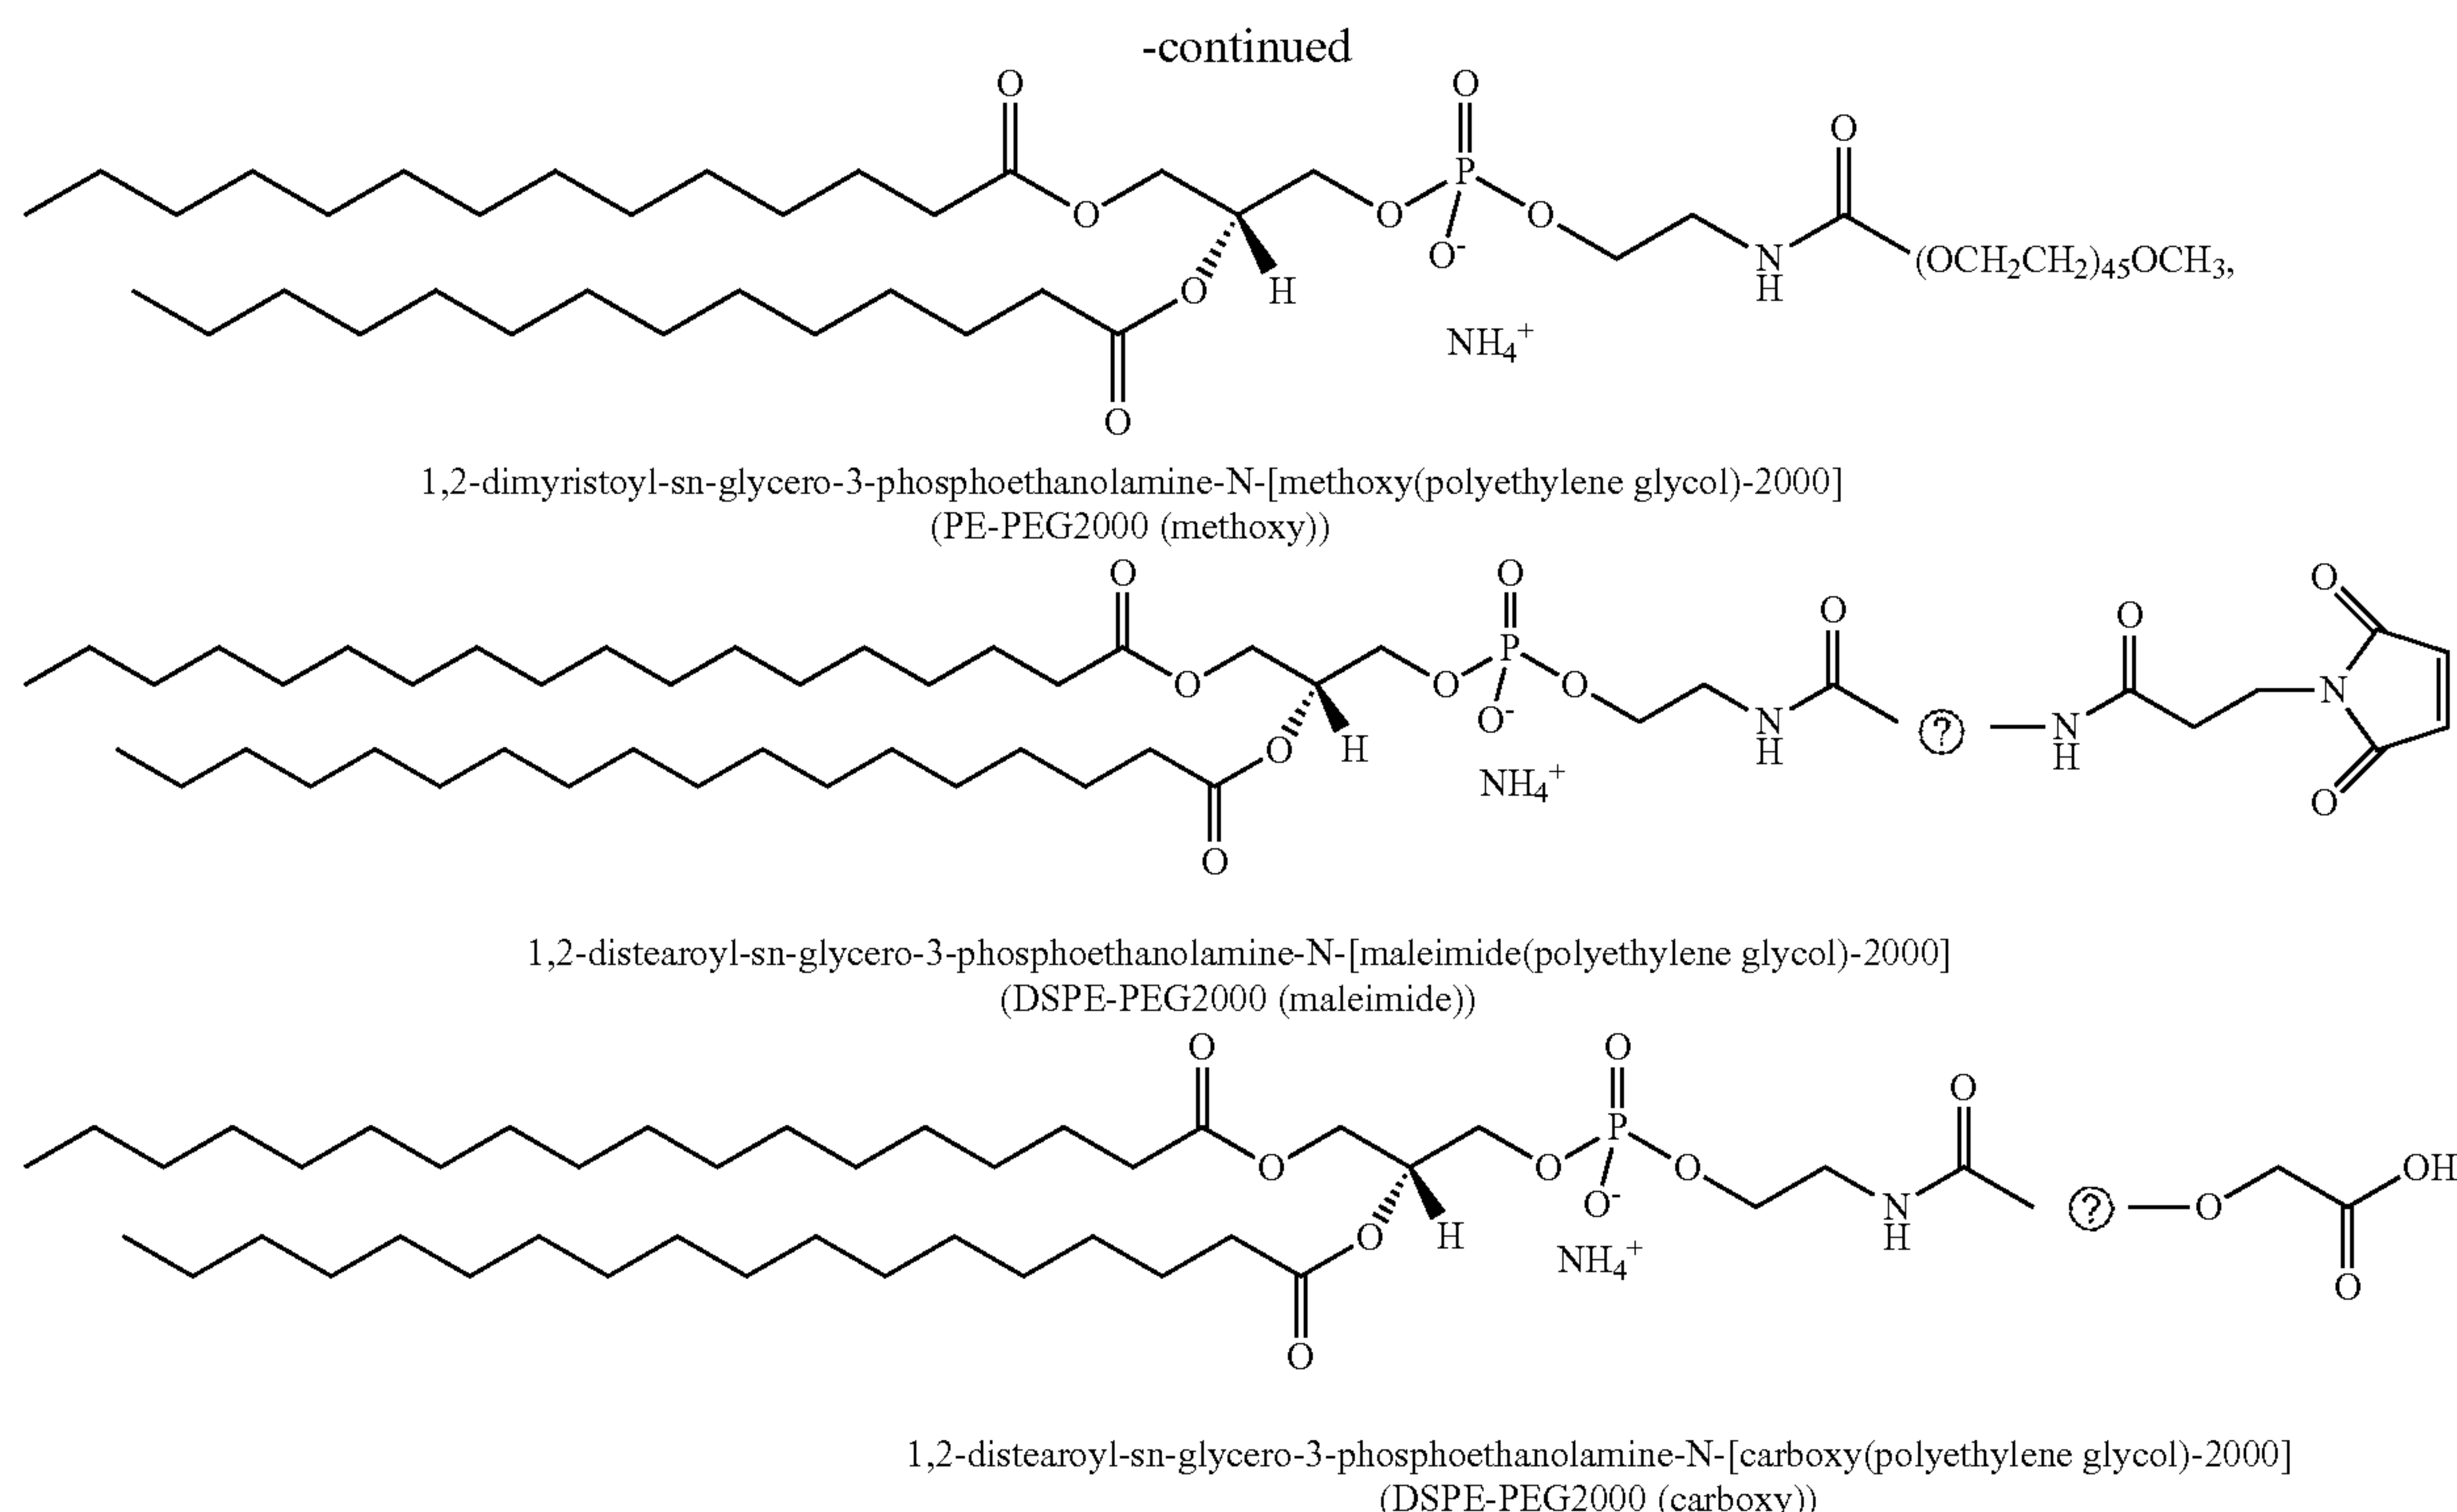 -continued
O
O
O
O
O
P
O
O
O-
N
H
(OCH2CH2)45OCH3,
O
H
NH4+
O
1,2-dimyristoyl-sn-glycero-3-phosphoethanolamine-N-[methoxy(polyethylene glycol)-2000]
(PE-PEG2000 (methoxy))
O
O
O
O
O
P
O
O
O
O-
N
H
?
N
H
N
O
H
NH4+
O
O
1,2-distearoyl-sn-glycero-3-phosphoethanolamine-N-[maleimide(polyethylene glycol)-2000]
(DSPE-PEG2000 (maleimide))
O
O
O
P
O
O
O
OH
O-
N
H
?
O
O
H
NH4+
O
O
1,2-distearoyl-sn-glycero-3-phosphoethanolamine-N-[carboxy(polyethylene glycol)-2000]
(DSPE-PEG2000 (carboxy))